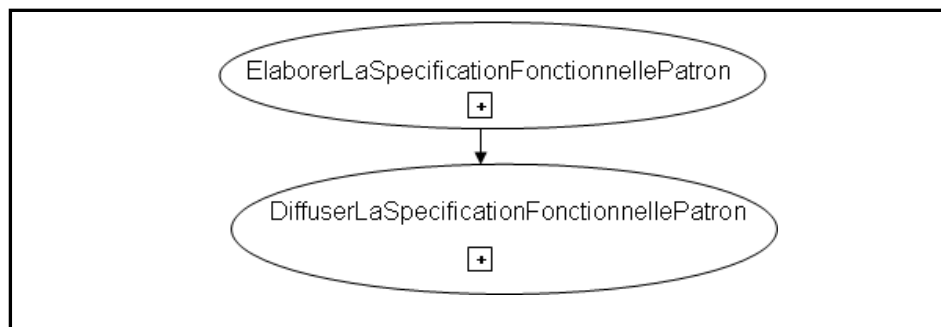 ElaborerLaSpecificationFonctionnellePatron
+
DiffuserLaSpecificationFonctionnellePatron
+